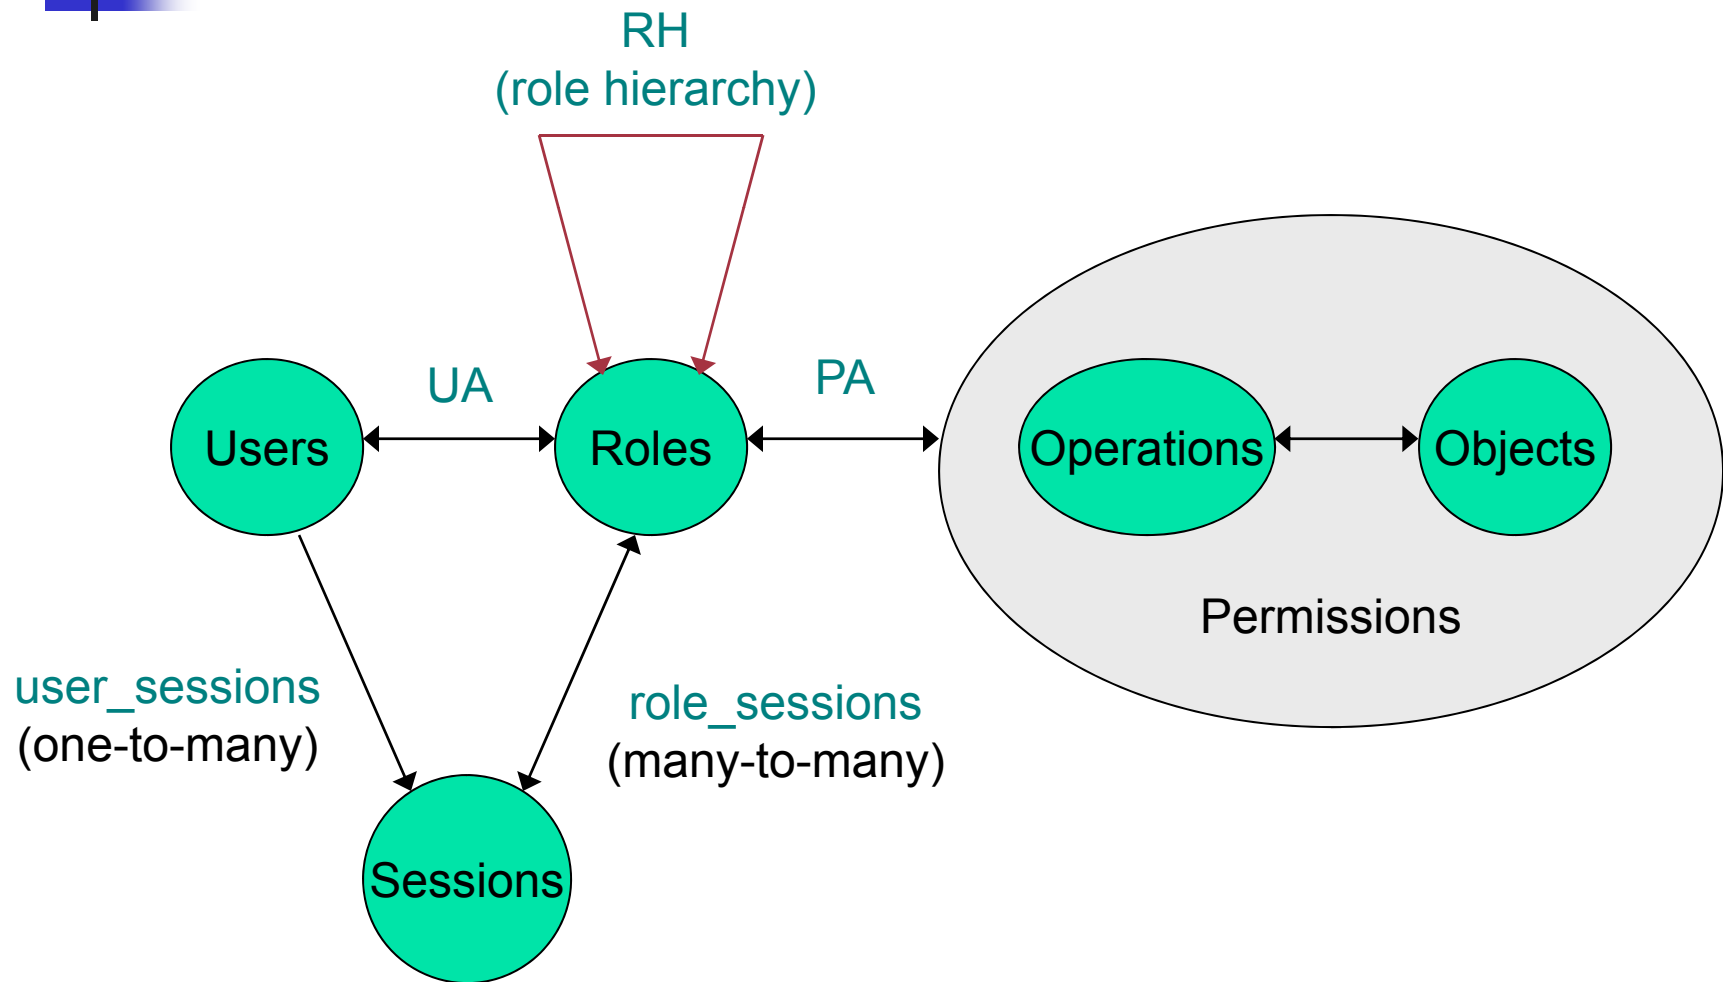 RH
(role hierarchy)
UA
PA
Users
Roles
Operations
Objects
Permissions
user_sessions
(one-to-many)
role_sessions
(many-to-many)
Sessions